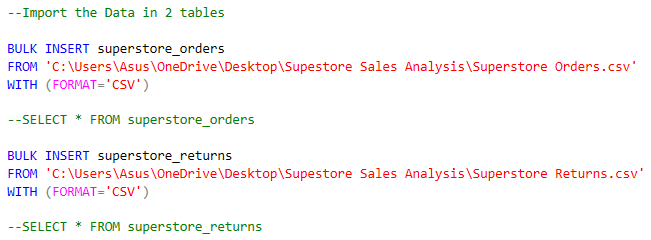 --Import the Data in 2 tables
BULK INSERT superstore_orders
FROM 'C:\Users\Asus\OneDrive\Desktop\Supestore Sales Analysis\Superstore Orders.csv'
WITH (FORMAT='CSV')
--SELECT * FROM superstore_orders
BULK INSERT superstore_returns
FROM 'C:\Users\Asus\OneDrive\Desktop\Supestore Sales Analysis\Superstore Returns.csv'
WITH (FORMAT='CSV')
--SELECT * FROM superstore_returns